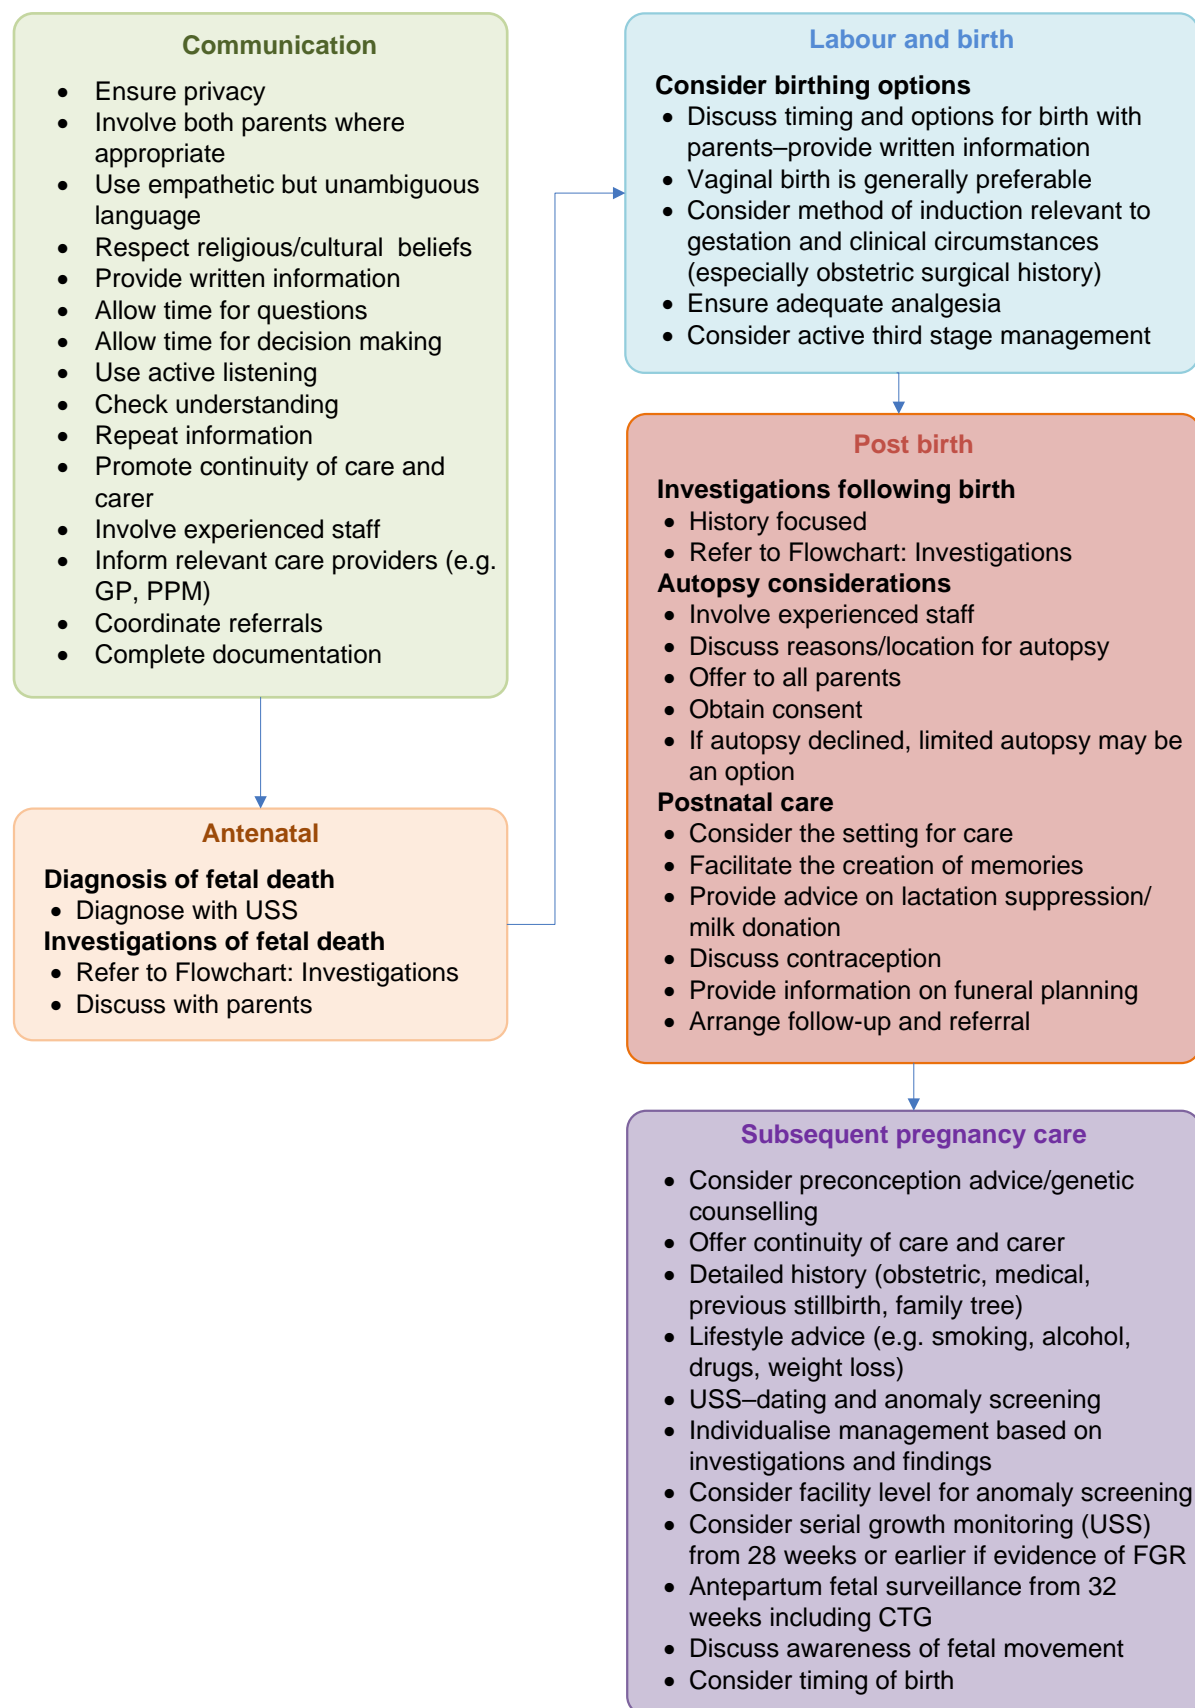 Communication
• Ensure privacy
• Involve both parents where
appropriate
• Use empathetic but unambiguous
language
• Respect religious/cultural  beliefs
• Provide written information
• Allow time for questions
• Allow time for decision making
• Use active listening
• Check understanding
• Repeat information
• Promote continuity of care and
carer
• Involve experienced staff
• Inform relevant care providers (e.g.
GP, PPM)
• Coordinate referrals
• Complete documentation
Antenatal
Diagnosis of fetal death
• Diagnose with USS
Investigations of fetal death
• Refer to Flowchart: Investigations
• Discuss with parents
Labour and birth
Consider birthing options
• Discuss timing and options for birth with
parents–provide written information
• Vaginal birth is generally preferable
• Consider method of induction relevant to
gestation and clinical circumstances
(especially obstetric surgical history)
• Ensure adequate analgesia
• Consider active third stage management
Post birth
Investigations following birth
• History focused
• Refer to Flowchart: Investigations
Autopsy considerations
• Involve experienced staff
• Discuss reasons/location for autopsy
• Offer to all parents
• Obtain consent
• If autopsy declined, limited autopsy may be
an option
Postnatal care
• Consider the setting for care
• Facilitate the creation of memories
• Provide advice on lactation suppression/
milk donation
• Discuss contraception
• Provide information on funeral planning
• Arrange follow-up and referral
Subsequent pregnancy care
• Consider preconception advice/genetic
counselling
• Offer continuity of care and carer
• Detailed history (obstetric, medical,
previous stillbirth, family tree)
• Lifestyle advice (e.g. smoking, alcohol,
drugs, weight loss)
• USS–dating and anomaly screening
• Individualise management based on
investigations and findings
• Consider facility level for anomaly screening
• Consider serial growth monitoring (USS)
from 28 weeks or earlier if evidence of FGR
• Antepartum fetal surveillance from 32
weeks including CTG
• Discuss awareness of fetal movement
• Consider timing of birth